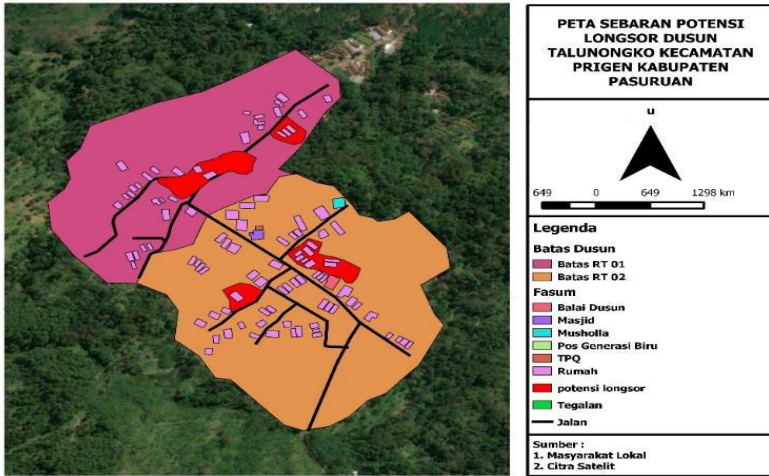 PETA SEBARAN POTENSI
LONGSOR DUSUN
TALUNONGKO KECAMATAN
PRIGEN KABUPATEN
PASURUAN
u
649 0 649 1298 km
Legenda
Batas Dusun
Batas RT 01
Batas RT 02
Fasum
Balai Dusun
Masjid
Musholla
Pos Generasi Biru
TPQ
Rumah
potensi longsor
Tegalan
Jalan
Sumber :
1. Masyarakat Lokal
2. Citra Satelit